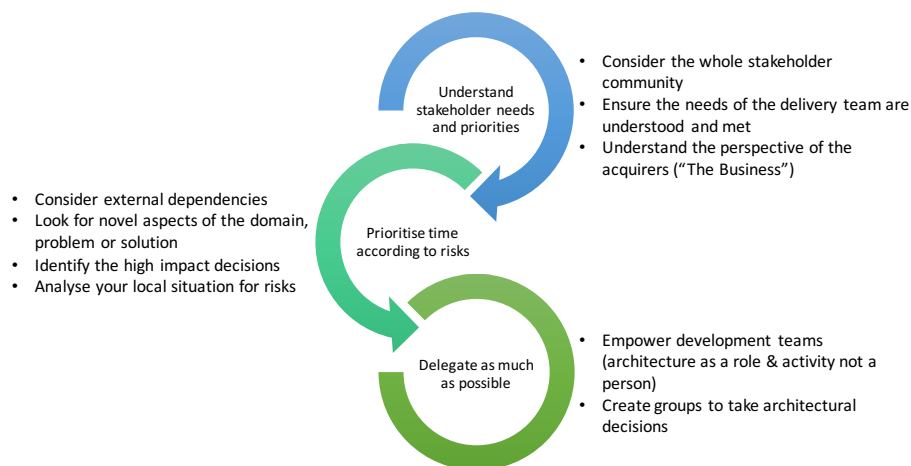 Understand
stakeholder needs
and priorities
• Consider the whole stakeholder
community
• Ensure the needs of the delivery team are
understood and met
• Understand the perspective of the
acquirers (“The Business”)
• Consider external dependencies
• Look for novel aspects of the domain,
problem or solution
• Identify the high impact decisions
• Analyse your local situation for risks
Prioritise time
according to risks
Delegate as much
as possible
• Empower development teams
(architecture as a role & activity not a
person)
• Create groups to take architectural
decisions